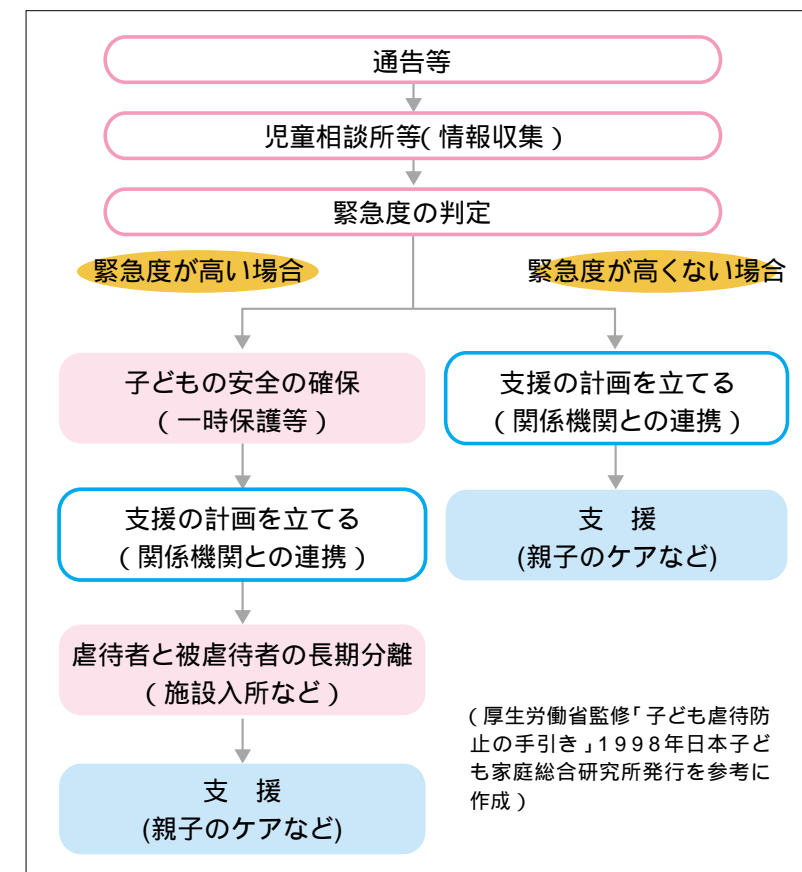 通告等
児童相談所等(情報収集)
緊急度の判定
緊急度が高い場合
緊急度が高くない場合
子どもの安全の確保
(一時保護等)
支援の計画を立てる
(関係機関との連携)
虐待者と被虐待者の長期分離
(施設入所など)
支 援
(親子のケアなど)
支援の計画を立てる
(関係機関との連携)
支 援
(親子のケアなど)
(厚生労働省監修「子ども虐待防
止の手引き」1998年日本子ど
も家庭総合研究所発行を参考に
作成)